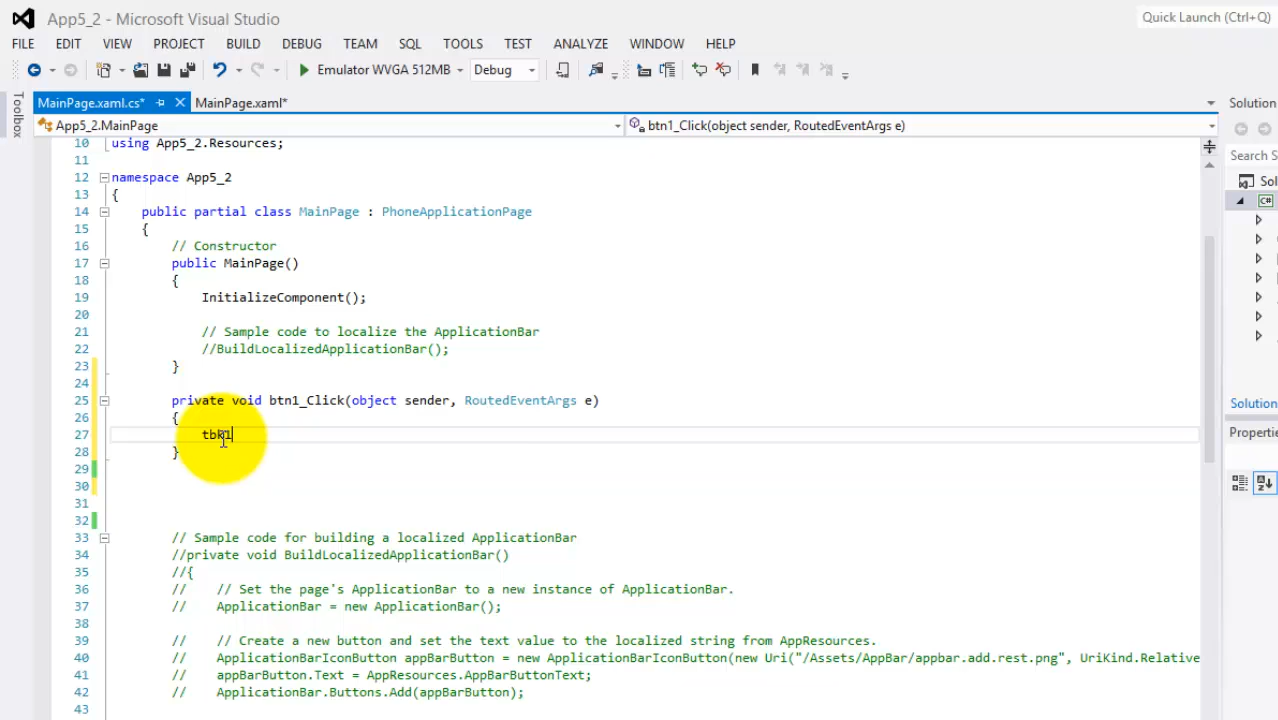 App5_2 - Microsoft Visual Studio
Quick Launch (Ctrl+Q)
FILE EDIT VIEW PROJECT BUILD DEBUG TEAM SQL TOOLS TEST ANALYZE WINDOW HELP
Emulator WVGA 512MB Debug
MainPage.xaml.cs* MainPage.xaml*
Solution
App5_2.MainPage btn1_Click(object sender, RoutedEventArgs e)
Toolbox
Search S
Sol
C#
Solution
Properti
10 using App5_2.Resources;
11
12 namespace App5_2
13 {
14 public partial class MainPage : PhoneApplicationPage
15 {
16 // Constructor
17 public MainPage()
18 {
19 InitializeComponent();
20
21 // Sample code to localize the ApplicationBar
22 //BuildLocalizedApplicationBar();
23 }
24
25 private void btn1_Click(object sender, RoutedEventArgs e)
26 {
27 tbk1
28 }
29
30
31
32
33 // Sample code for building a localized ApplicationBar
34 //private void BuildLocalizedApplicationBar()
35 //{
36 // // Set the page's ApplicationBar to a new instance of ApplicationBar.
37 // ApplicationBar = new ApplicationBar();
38
39 // // Create a new button and set the text value to the localized string from AppResources.
40 // ApplicationBarIconButton appBarButton = new ApplicationBarIconButton(new Uri("/Assets/AppBar/appbar.add.rest.png", UriKind.Relative
41 // appBarButton.Text = AppResources.AppBarButtonText;
42 // ApplicationBar.Buttons.Add(appBarButton);
43